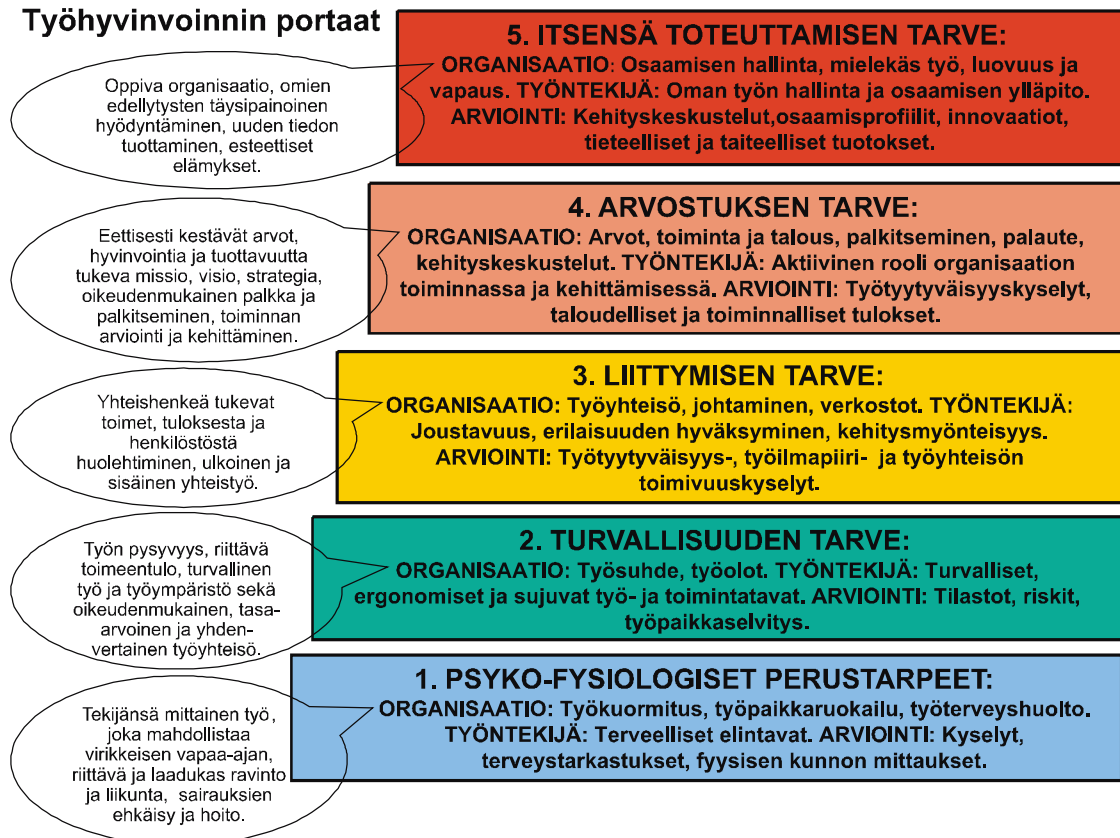 Työhyvinvoinnin portaat
5. ITSENSÄ TOTEUTTAMISEN TARVE:
ORGANISAATIO: Osaamisen hallinta, mielekäs työ, luovuus ja
vapaus. TYÖNTEKIJÄ: Oman työn hallinta ja osaamisen ylläpito.
ARVIOINTI: Kehityskeskustelut,osaamisprofiilit, innovaatiot,
tieteelliset ja taiteelliset tuotokset.
Oppiva organisaatio, omien
edellytysten täysipainoinen
hyödyntäminen, uuden tiedon
tuottaminen, esteettiset
elämykset.
4. ARVOSTUKSEN TARVE:
ORGANISAATIO: Arvot, toiminta ja talous, palkitseminen, palaute,
kehityskeskustelut. TYÖNTEKIJÄ: Aktiivinen rooli organisaation
toiminnassa ja kehittämisessä. ARVIOINTI: Työtyytyväisyyskyselyt,
taloudelliset ja toiminnalliset tulokset.
Eettisesti kestävät arvot,
hyvinvointia ja tuottavuutta
tukeva missio, visio, strategia,
oikeudenmukainen palkka ja
palkitseminen, toiminnan
arviointi ja kehittäminen.
3. LIITTYMISEN TARVE:
ORGANISAATIO: Työyhteisö, johtaminen, verkostot. TYÖNTEKIJÄ:
Joustavuus, erilaisuuden hyväksyminen, kehitysmyönteisyys.
ARVIOINTI: Työtyytyväisyys-, työilmapiiri- ja työyhteisön
toimivuuskyselyt.
Yhteishenkeä tukevat
toimet, tuloksesta ja
henkilöstöstä
huolehtiminen, ulkoinen ja
sisäinen yhteistyö.
2. TURVALLISUUDEN TARVE:
ORGANISAATIO: Työsuhde, työolot. TYÖNTEKIJÄ: Turvalliset,
ergonomiset ja sujuvat työ- ja toimintatavat. ARVIOINTI: Tilastot, riskit,
työpaikkaselvitys.
Työn pysyvyys, riittävä
toimeentulo, turvallinen
työ ja työympäristö sekä
oikeudenmukainen, tasa-
arvoinen ja yhden-
vertainen työyhteisö.
1. PSYKO-FYSIOLOGISET PERUSTARPEET:
ORGANISAATIO: Työkuormitus, työpaikkaruokailu, työterveyshuolto.
TYÖNTEKIJÄ: Terveelliset elintavat. ARVIOINTI: Kyselyt,
terveystarkastukset, fyysisen kunnon mittaukset.
Tekijänsä mittainen työ,
joka mahdollistaa
virikkeisen vapaa-ajan,
riittävä ja laadukas ravinto
ja liikunta, sairauksien
ehkäisy ja hoito.